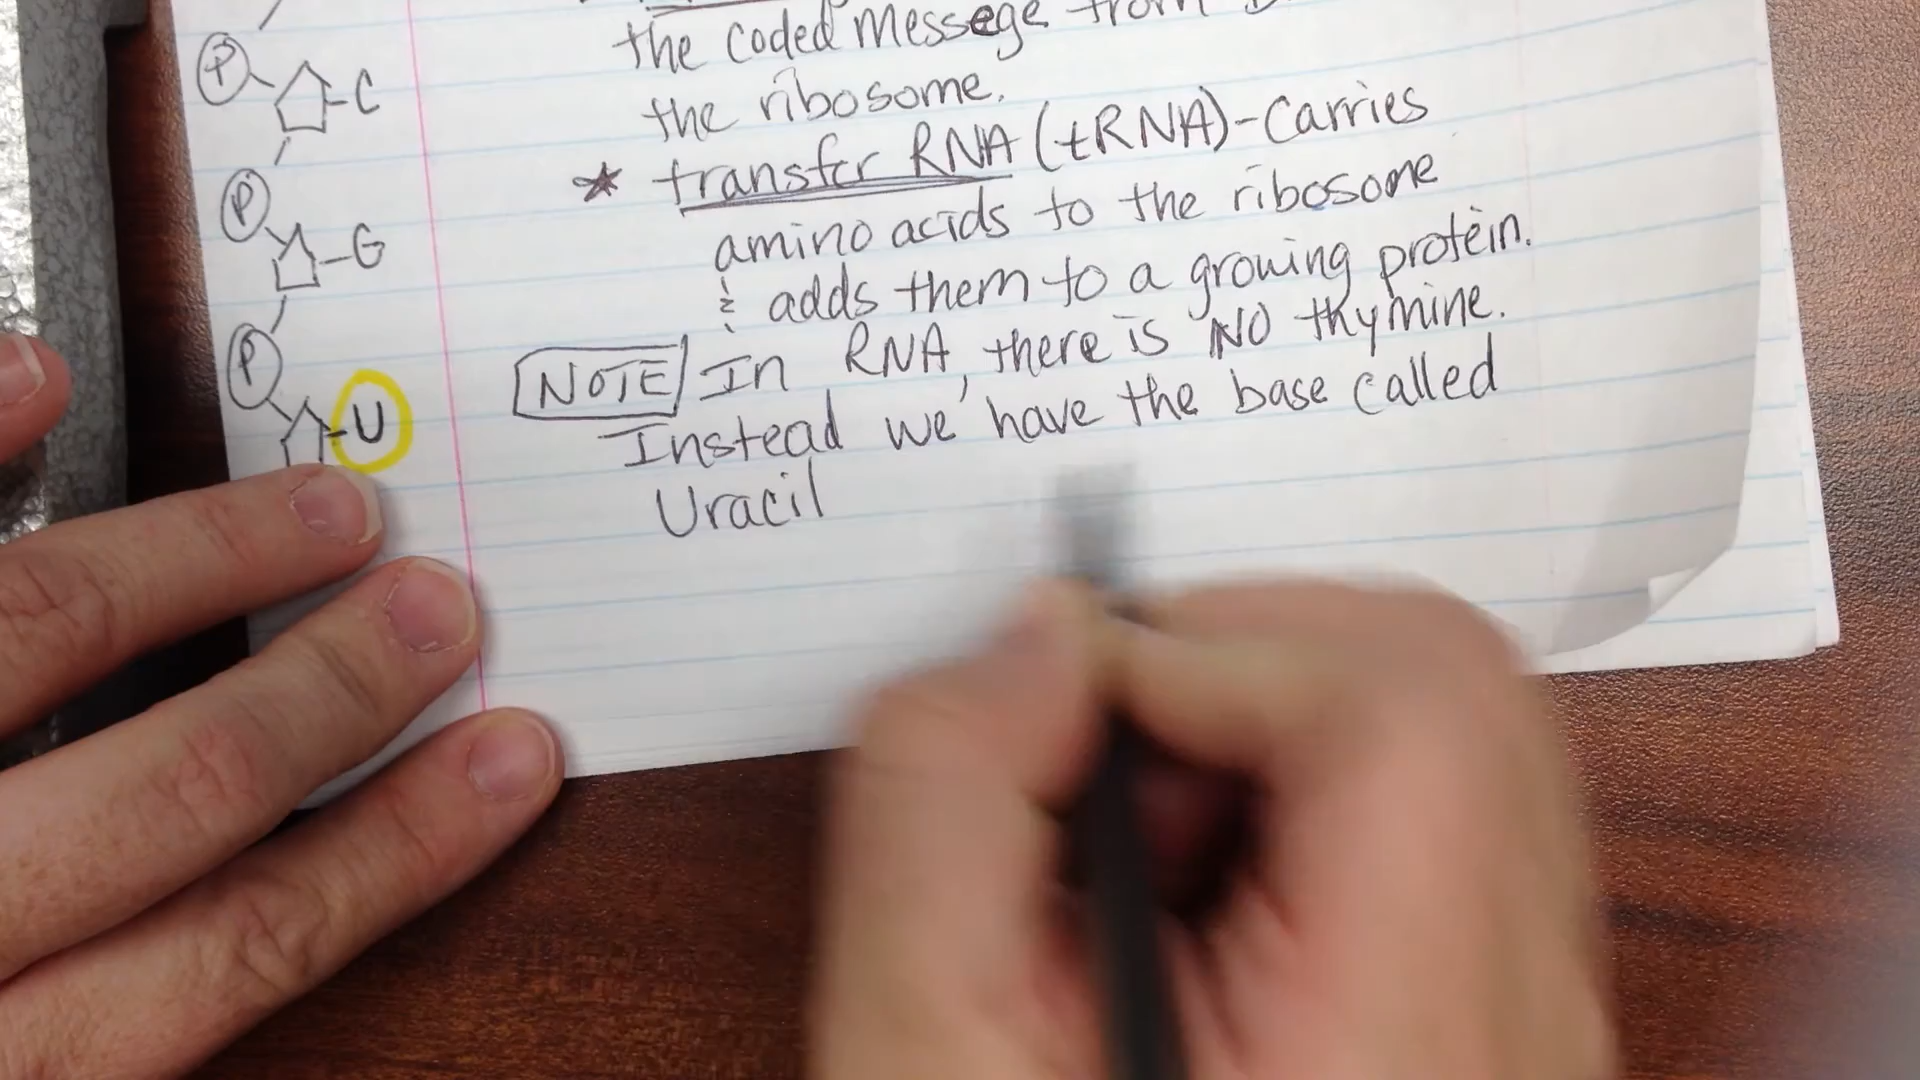 the coded messege from
the ribosome.
* transfer RNA (tRNA)-Carries
amino acids to the ribosome
& adds them to a growing protein.
NOTE In RNA, there is NO thymine.
Instead we have the base called
Uracil
P
C
P
G
P
U